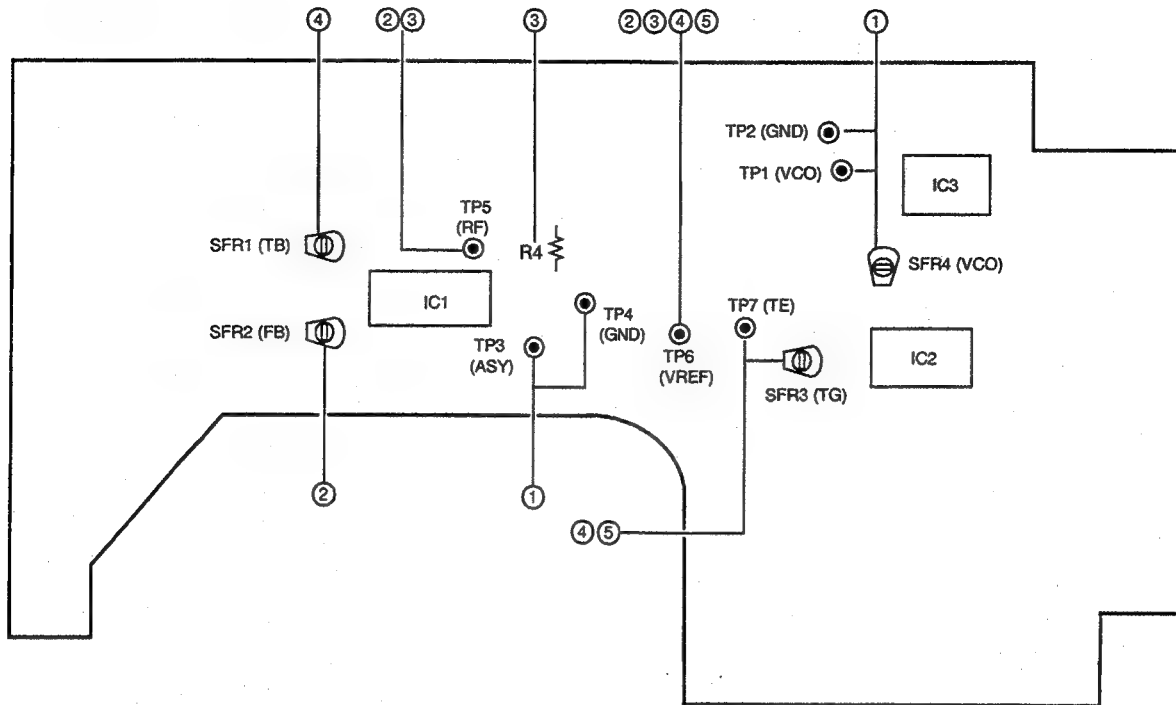 ④ ②③ ③ ②③④⑤ ①
TP2 (GND)
TP1 (VCO)
IC3
TP5
(RF)
SFR1 (TB)
R4
SFR4 (VCO)
IC1
TP4
(GND)
TP7 (TE)
SFR2 (FB)
TP3
(ASY)
TP6
(VREF)
IC2
SFR3 (TG)
② ①
④⑤